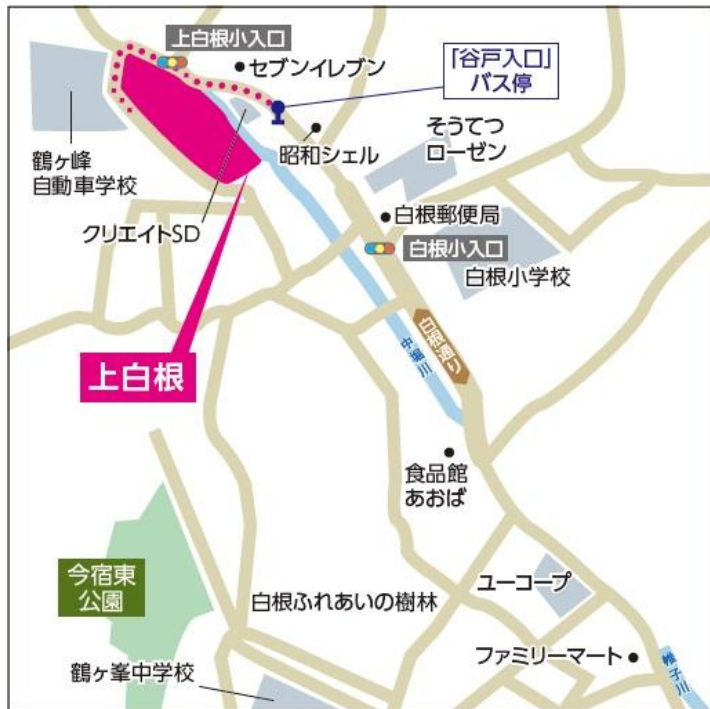 上白根小入口
セブンイレブン
「谷戸入口」
バス停
昭和シェル
そうてつ
ローゼン
鶴ヶ峰
自動車学校
クリエイトSD
白根郵便局
白根小入口
白根小学校
白根通り
中堀川
上白根
食品館
あおば
今宿東
公園
白根ふれあいの樹林
ユーコープ
ファミリーマート
帷子川
鶴ヶ峯中学校